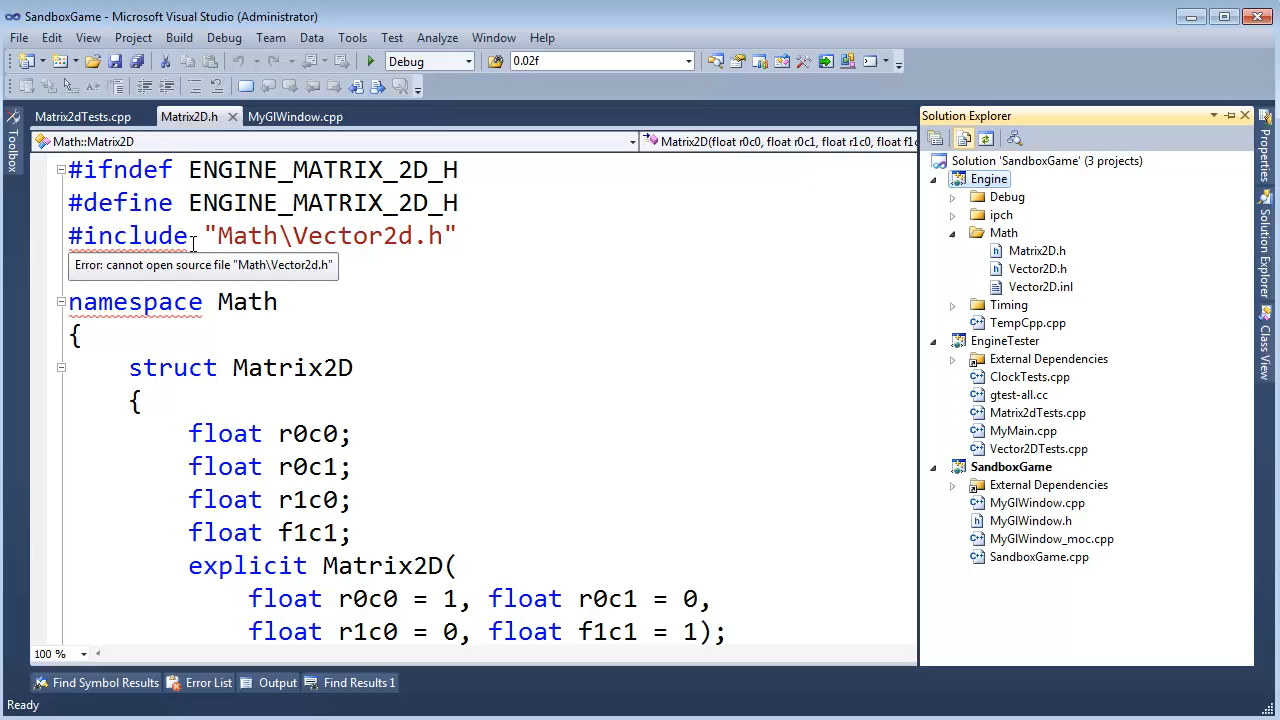 SandboxGame - Microsoft Visual Studio (Administrator)
File Edit View Project Build Debug Team Data Tools Test Analyze Window Help
Debug 0.02f
Matrix2dTests.cpp Matrix2D.h MyGlWindow.cpp
Math::Matrix2D Matrix2D(float r0c0, float r0c1, float r1c0, float f1c
#ifndef ENGINE_MATRIX_2D_H
#define ENGINE_MATRIX_2D_H
#include "Math\Vector2d.h"
Error: cannot open source file "Math\Vector2d.h"
namespace Math
{
struct Matrix2D
{
float r0c0;
float r0c1;
float r1c0;
float f1c1;
explicit Matrix2D(
float r0c0 = 1, float r0c1 = 0,
float r1c0 = 0, float f1c1 = 1);
100 %
Toolbox
Solution Explorer
Solution 'SandboxGame' (3 projects)
Engine
Debug
ipch
Math
Matrix2D.h
Vector2D.h
Vector2D.inl
Timing
TempCpp.cpp
EngineTester
External Dependencies
ClockTests.cpp
gtest-all.cc
Matrix2dTests.cpp
MyMain.cpp
Vector2DTests.cpp
SandboxGame
External Dependencies
MyGlWindow.cpp
MyGlWindow.h
MyGlWindow_moc.cpp
SandboxGame.cpp
Properties
Solution Explorer
Class View
Find Symbol Results Error List Output Find Results 1
Ready